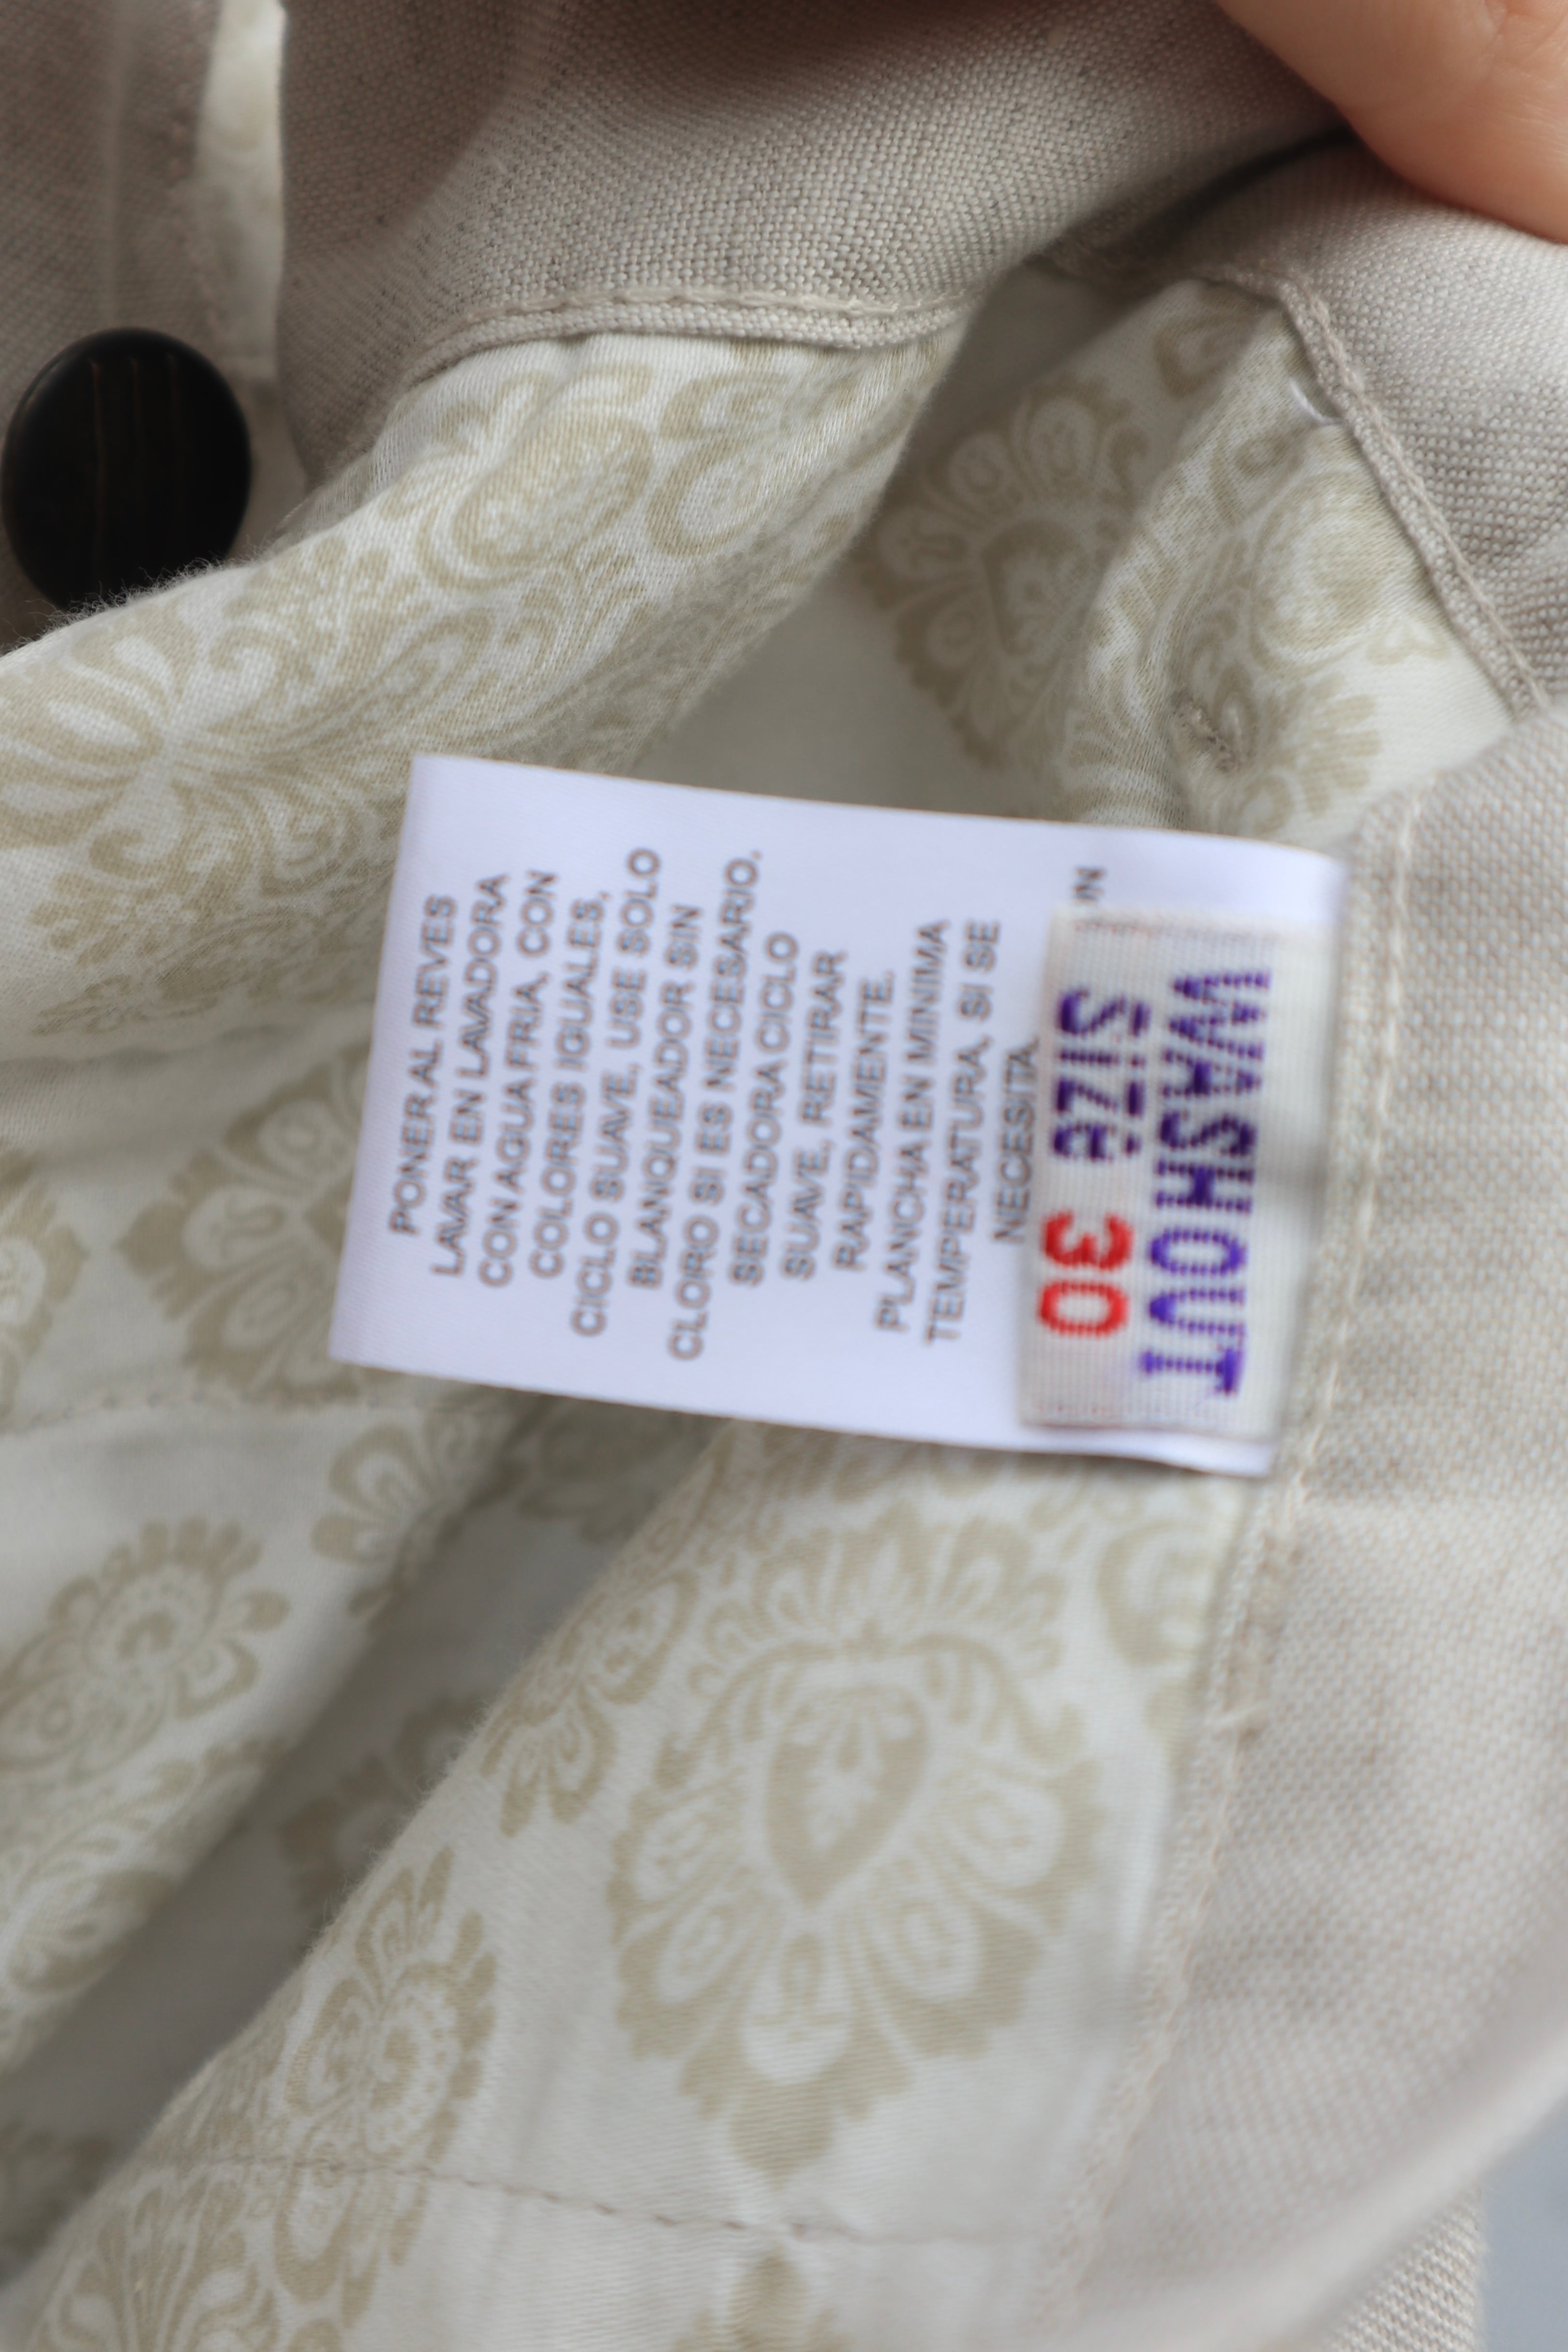 PONER AL REVES
LAVAR EN LAVADORA
CON AGUA FRIA, CON
COLORES IGUALES,
CICLO SUAVE, USE SOLO
BLANQUEADOR SIN
CLORO SI ES NECESARIO.
SECADORA CICLO
SUAVE, RETIRAR
RAPIDAMENTE.
PLANCHA EN MINIMA
TEMPERATURA, SI SE
NECESITA.
WASHOUT
SIZE 30